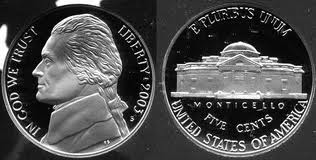 IN GOD WE TRUST
LIBERTY 2003
S
E PLURIBUS UNUM
MONTICELLO
FIVE CENTS
UNITED STATES OF AMERICA